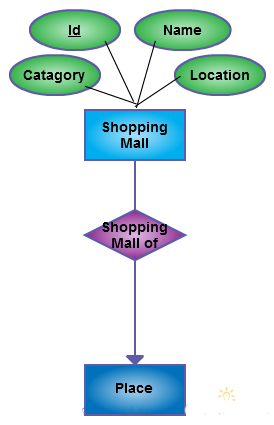 Id
Name
Catagory
Location
Shopping
Mall
Shopping
Mall of
Place